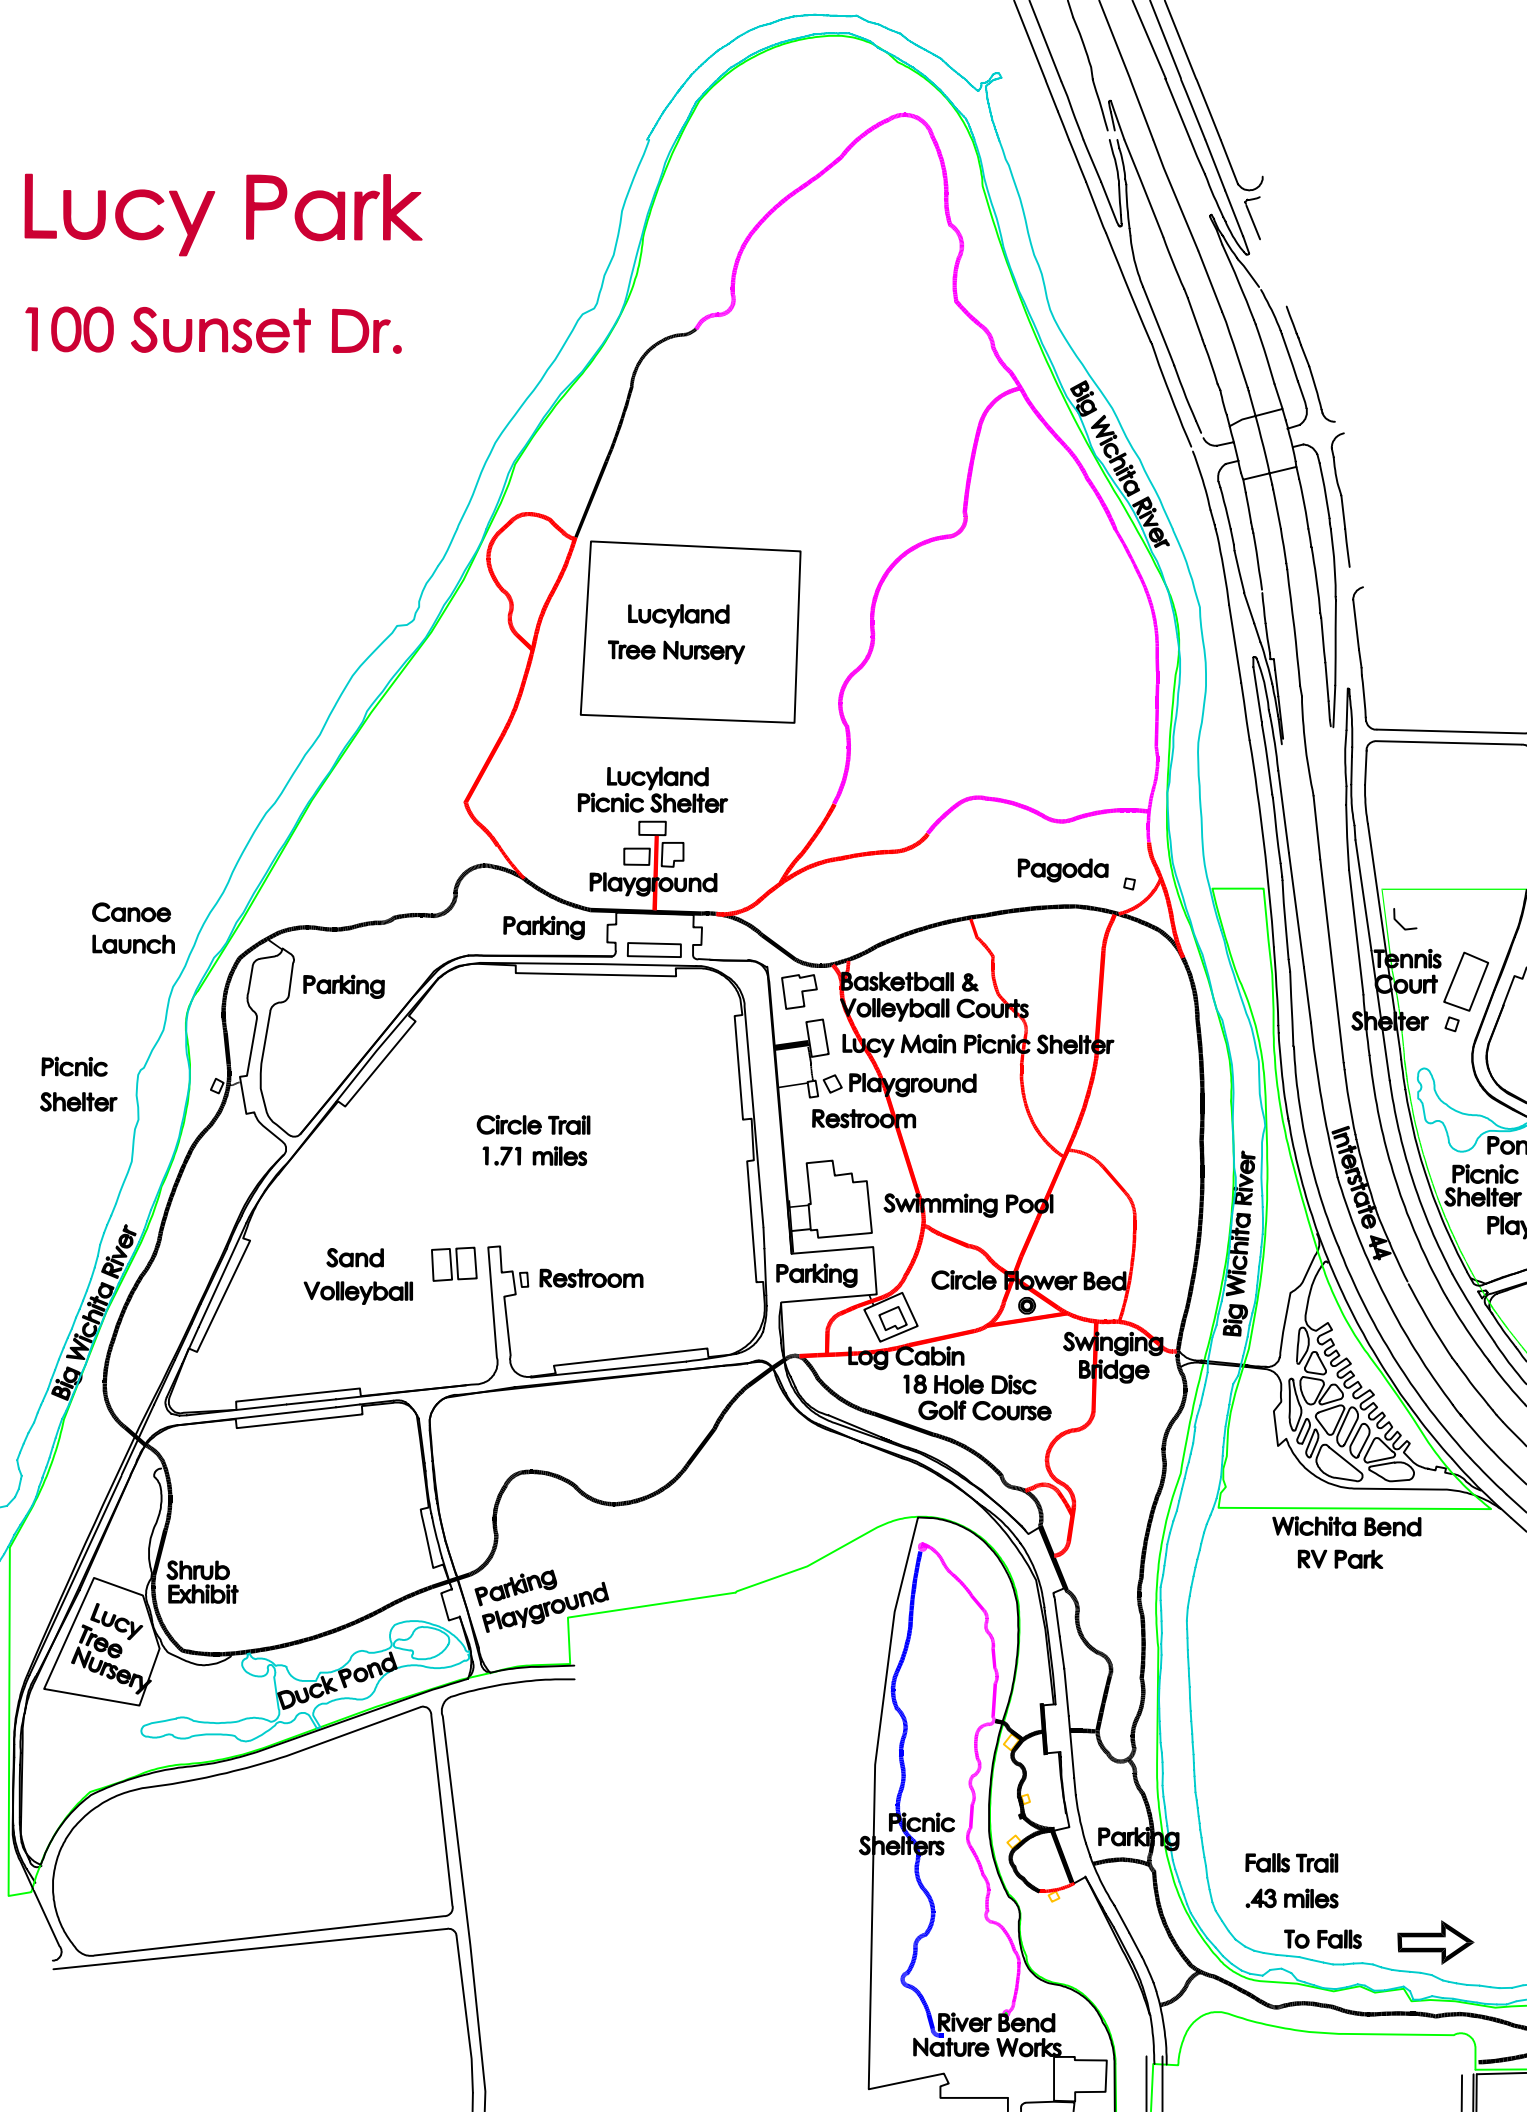 Lucy Park
100 Sunset Dr.
Big Wichita River
Lucyland
Tree Nursery
Lucyland
Picnic Shelter
Playground
Pagoda
Canoe
Launch
Parking
Parking
Basketball &
Volleyball Courts
Lucy Main Picnic Shelter
Playground
Restroom
Tennis
Court
Shelter
Picnic
Shelter
Circle Trail
1.71 miles
Interstate 44
Pon
Picnic
Shelter
Play
Big Wichita River
Swimming Pool
Big Wichita River
Sand
Volleyball
Restroom
Parking
Circle Flower Bed
Swinging
Bridge
Log Cabin
18 Hole Disc
Golf Course
Wichita Bend
RV Park
Shrub
Exhibit
Parking
Playground
Lucy
Tree
Nursery
Duck Pond
Picnic
Shelters
Parking
Falls Trail
.43 miles
To Falls
River Bend
Nature Works